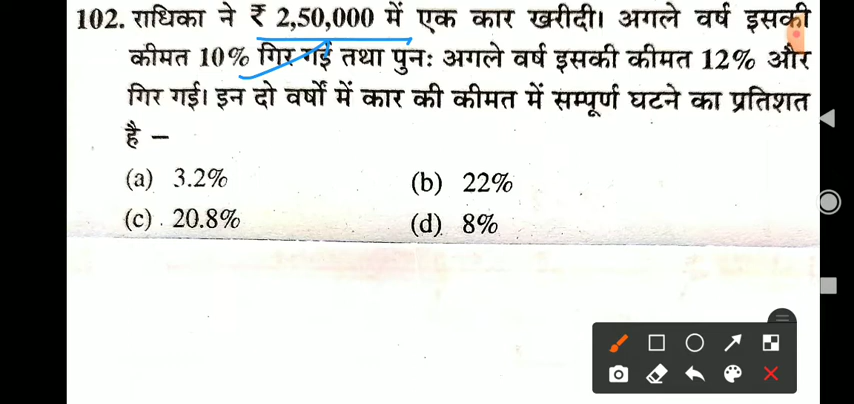 102. राधिका ने ₹ 2,50,000 में एक कार खरीदी। अगले वर्ष इसकी
कीमत 10% गिर गई तथा पुनः अगले वर्ष इसकी कीमत 12% और
गिर गई। इन दो वर्षों में कार की कीमत में सम्पूर्ण घटने का प्रतिशत
है –
(a) 3.2% (b) 22%
(c) 20.8% (d) 8%